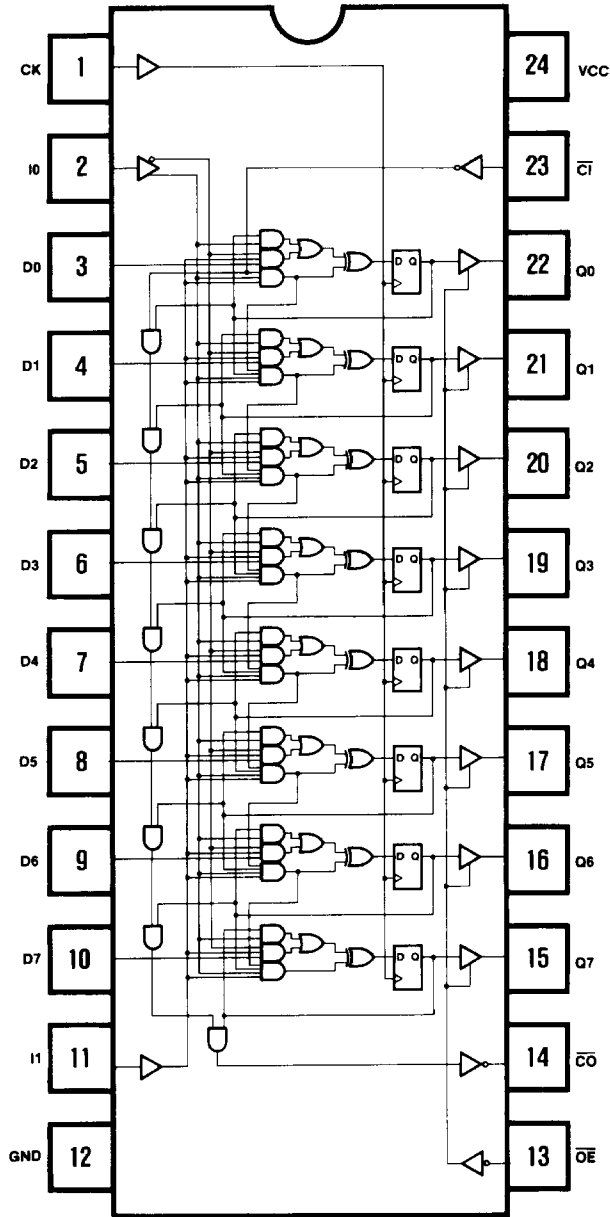 CK 1
24 VCC
I0 2
23 CI
D0 3
D Q
22 Q0
D1 4
D Q
21 Q1
D2 5
D Q
20 Q2
D3 6
D Q
19 Q3
D4 7
D Q
18 Q4
D5 8
D Q
17 Q5
D6 9
D Q
16 Q6
D7 10
D Q
15 Q7
I1 11
14 CO
GND 12
13 OE